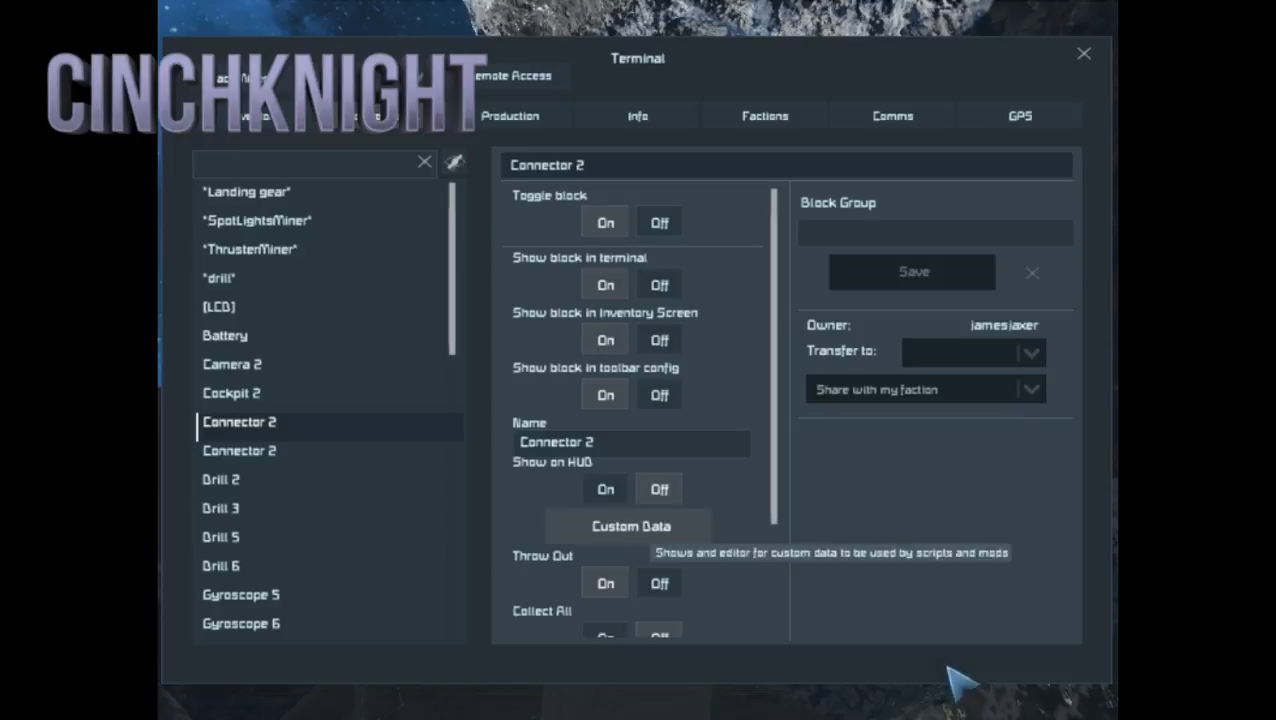 CINCHKNIGHT
Terminal
Remote Access
Production
Info
Factions
Comms
GPS
*Landing gear*
*SpotLightsMiner*
*ThrusterMiner*
*drill*
[LCD]
Battery
Camera 2
Cockpit 2
Connector 2
Connector 2
Drill 2
Drill 3
Drill 5
Drill 6
Gyroscope 5
Gyroscope 6
Connector 2
Toggle block
On Off
Show block in terminal
On Off
Show block in Inventory Screen
On Off
Show block in toolbar config
On Off
Name
Connector 2
Show on HUD
On Off
Custom Data
Shows and editor for custom data to be used by scripts and mods
Throw Out
On Off
Collect All
On Off
Block Group
Save
Owner: jamesjaxer
Transfer to:
Share with my faction